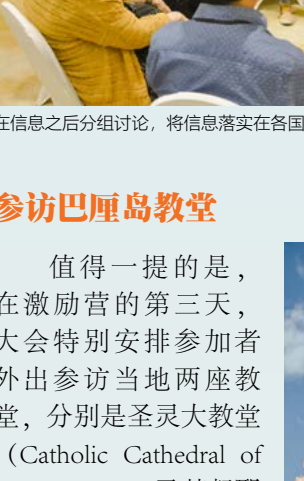 在信息之后分组讨论，将信息落实在各国
参访巴厘岛教堂
值得一提的是，
在激励营的第三天，
大会特别安排参加者
外出参访当地两座教
堂，分别是圣灵大教堂
（Catholic Cathedral of